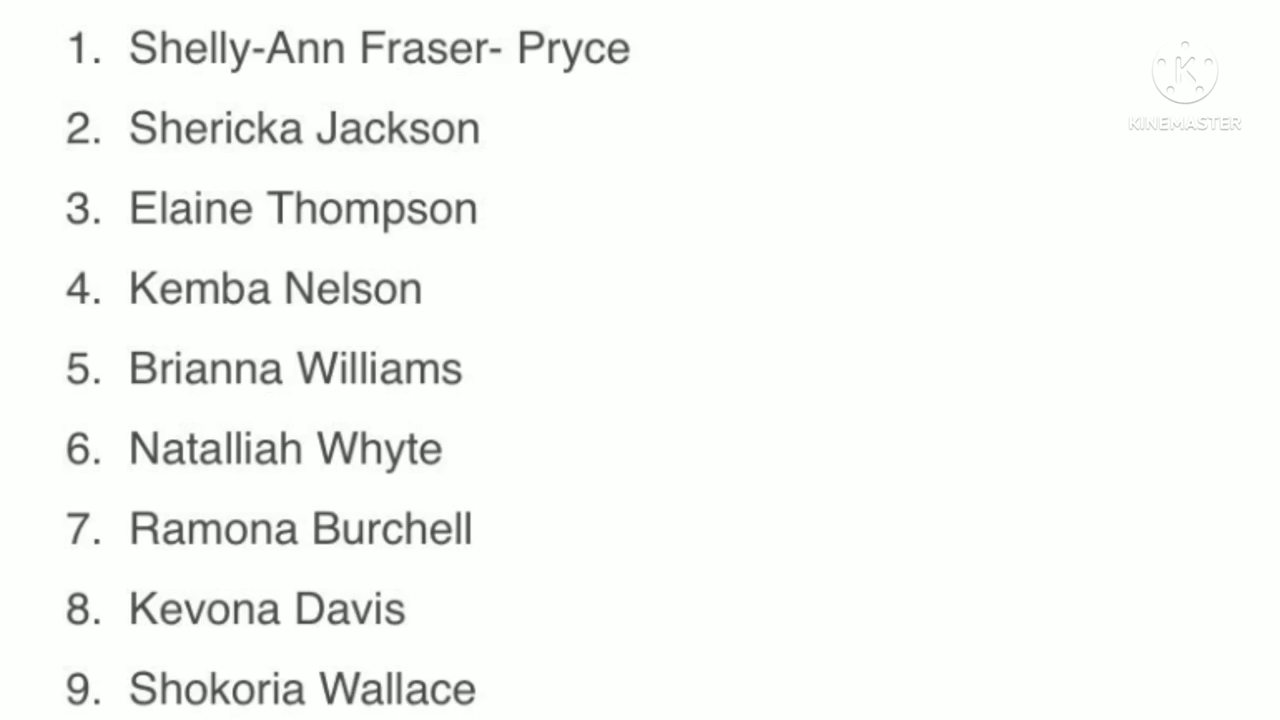 1. Shelly-Ann Fraser- Pryce
K
KINEMASTER
2. Shericka Jackson
3. Elaine Thompson
4. Kemba Nelson
5. Brianna Williams
6. Natalliah Whyte
7. Ramona Burchell
8. Kevona Davis
9. Shokoria Wallace